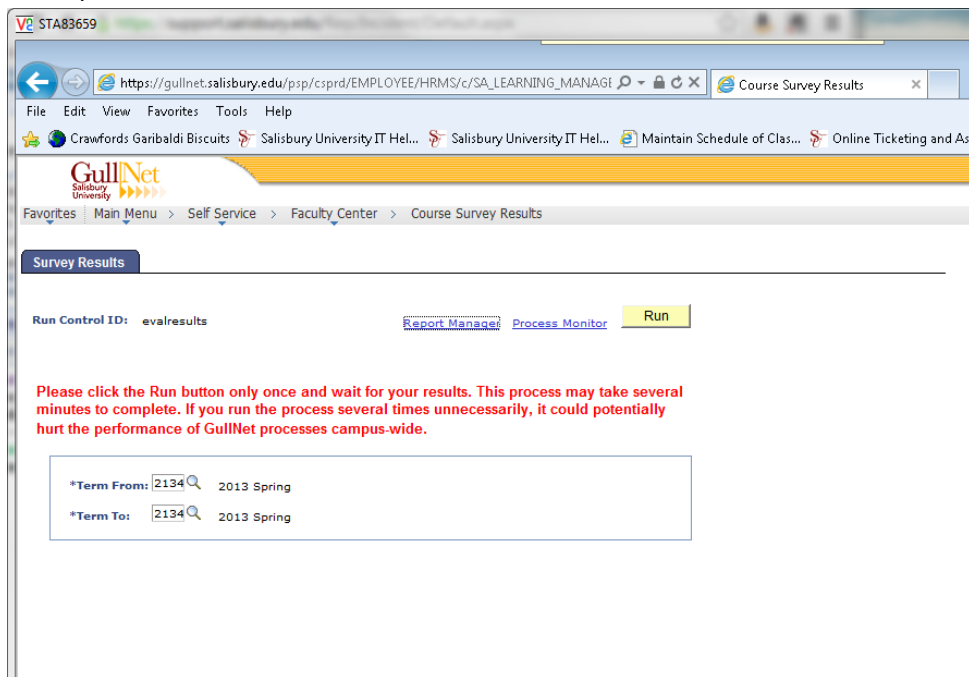 STA83659
https://gullnet.salisbury.edu/psp/csprd/EMPLOYEE/HRMS/c/SA_LEARNING_MANAGE
Course Survey Results
File Edit View Favorites Tools Help
Crawfords Garibaldi Biscuits Salisbury University IT Hel... Salisbury University IT Hel... Maintain Schedule of Clas... Online Ticketing and As
GullNet
Salisbury
University
Favorites Main Menu > Self Service > Faculty Center > Course Survey Results
Survey Results
Run Control ID: evalresults Report Manager Process Monitor Run
Please click the Run button only once and wait for your results. This process may take several
minutes to complete. If you run the process several times unnecessarily, it could potentially
hurt the performance of GullNet processes campus-wide.
*Term From: 2134 2013 Spring
*Term To: 2134 2013 Spring